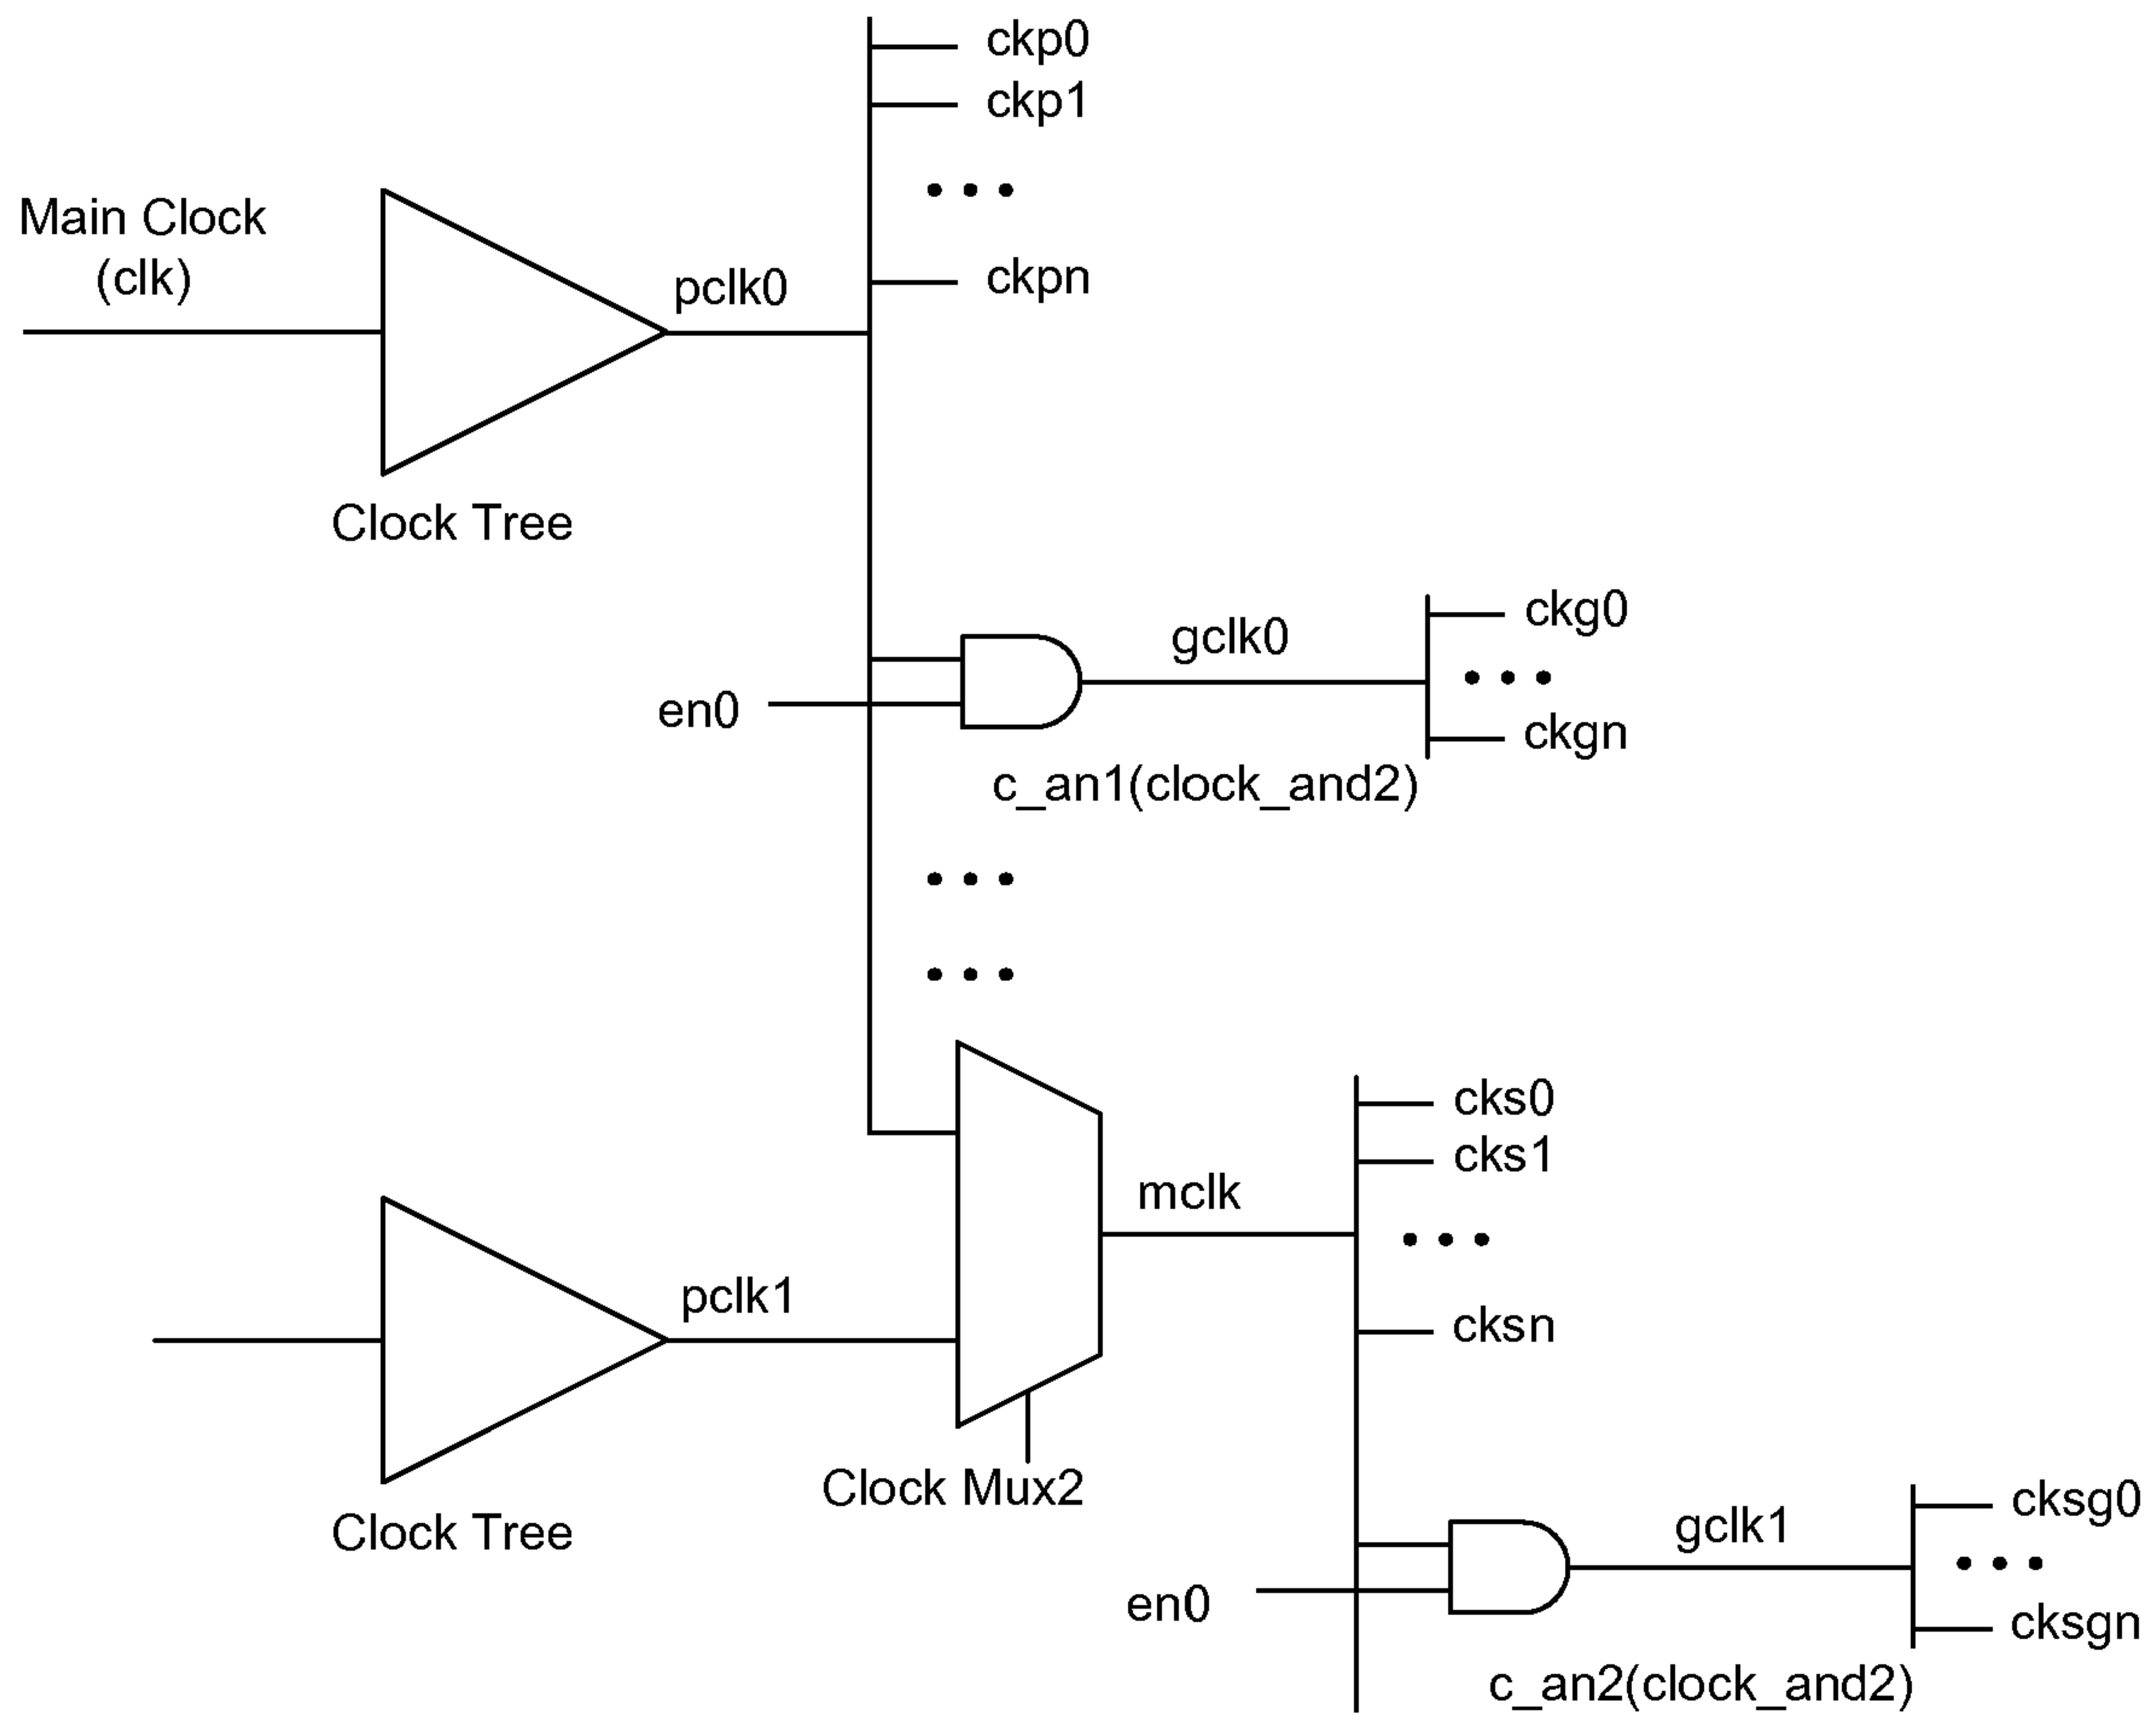 ckp0
ckp1
Main Clock
(clk)
pclk0
ckpn
Clock Tree
ckg0
gclk0
en0
ckgn
c_an1(clock_and2)
cks0
cks1
mclk
pclk1
cksn
Clock Mux2
Clock Tree
cksg0
gclk1
en0
cksgn
c_an2(clock_and2)